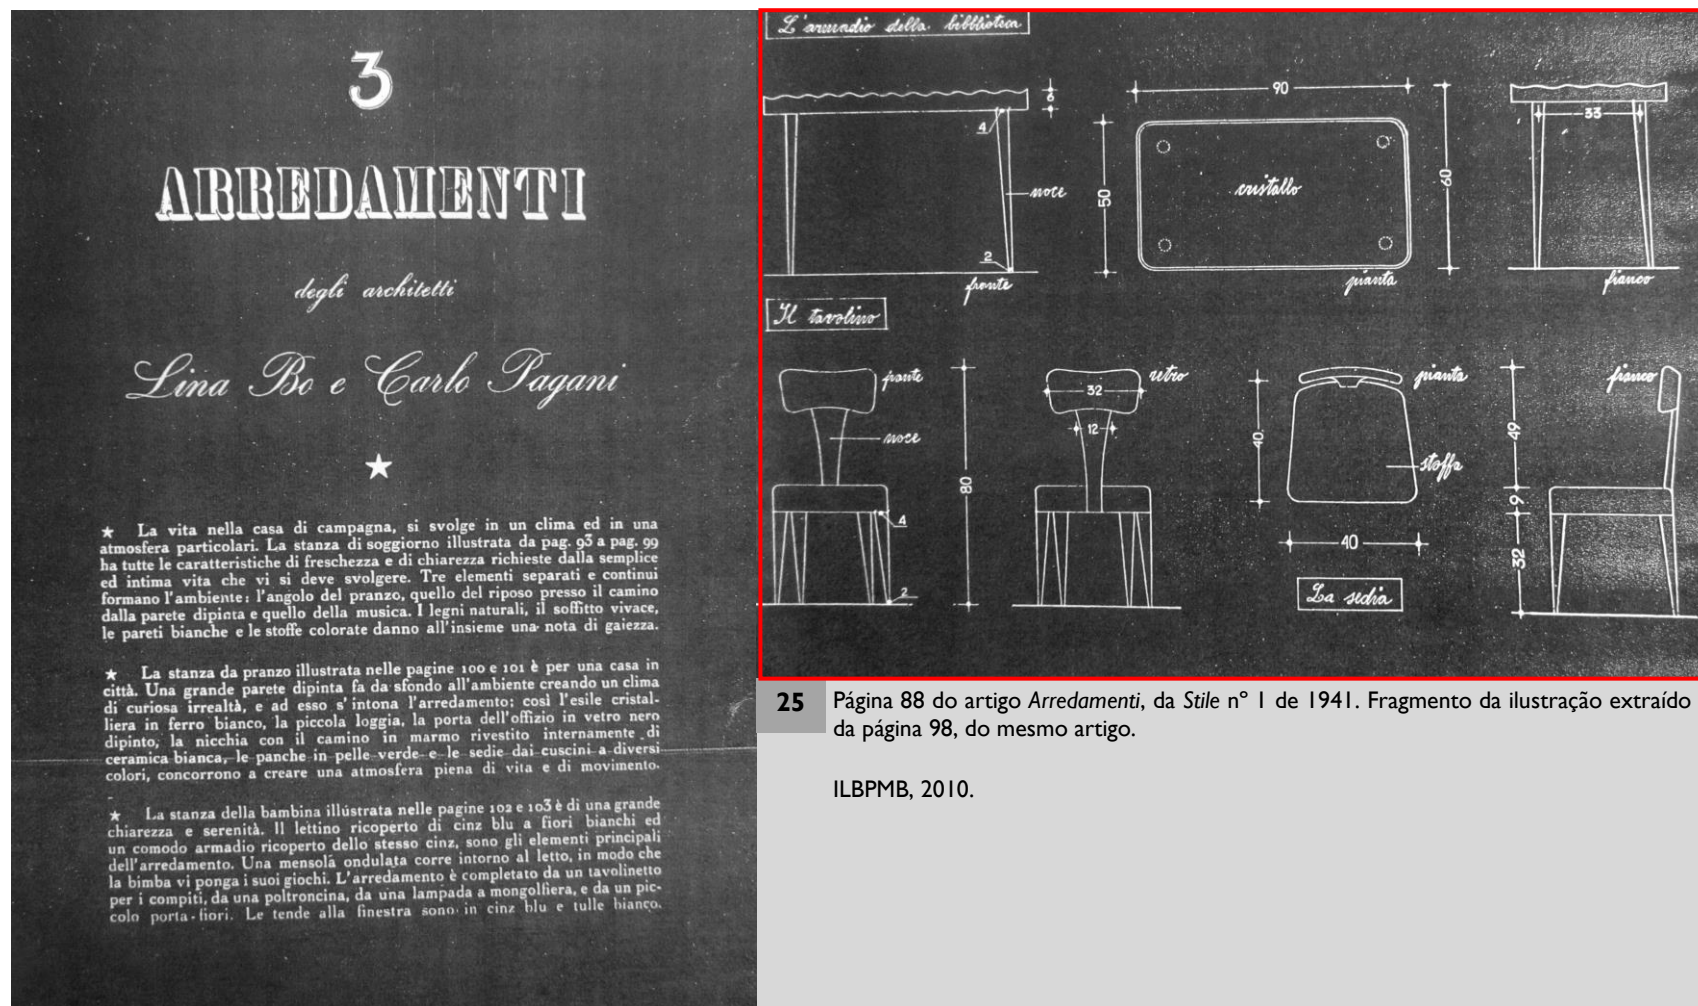 3
ARREDAMENTI
degli architetti
Lina Bo e Carlo Pagani
★
★ La vita nella casa di campagna, si svolge in un clima ed in una
atmosfera particolari. La stanza di soggiorno illustrata da pag. 93 a pag. 99
ha tutte le caratteristiche di freschezza e di chiarezza richieste dalla semplice
ed intima vita che vi si deve svolgere. Tre elementi separati e continui
formano l'ambiente: l'angolo del pranzo, quello del riposo presso il camino
dalla parete dipinta e quello della musica. I legni naturali, il soffitto vivace,
le pareti bianche e le stoffe colorate danno all'insieme una nota di gaiezza.
★ La stanza da pranzo illustrata nelle pagine 100 e 101 è per una casa in
città. Una grande parete dipinta fa da sfondo all'ambiente creando un clima
di curiosa irrealtà, e ad esso s'intona l'arredamento; così l'esile cristal-
liera in ferro bianco, la piccola loggia, la porta dell'offizio in vetro nero
dipinto, la nicchia con il camino in marmo rivestito internamente di
ceramica bianca, le panche in pelle verde e le sedie dai cuscini a diversi
colori, concorrono a creare una atmosfera piena di vita e di movimento.
★ La stanza della bambina illustrata nelle pagine 102 e 103 è di una grande
chiarezza e serenità. Il lettino ricoperto di cinz blu a fiori bianchi ed
un comodo armadio ricoperto dello stesso cinz, sono gli elementi principali
dell'arredamento. Una mensola ondulata corre intorno al letto, in modo che
la bimba vi ponga i suoi giochi. L'arredamento è completato da un tavolinetto
per i compiti, da una poltroncina, da una lampada a mongolfiera, e da un pic-
colo porta-fiori. Le tende alla finestra sono in cinz blu e tulle bianco.
L'armadio della bibblioteca
6
4
noce
2
fronte
90
50
cristallo
60
pianta
33
fianco
Il tavolino
fronte
noce
4
2
80
retro
32
12
40
pianta
stoffa
40
La sedia
fianco
49
9
32
25
Página 88 do artigo Arredamenti, da Stile nº 1 de 1941. Fragmento da ilustração extraído
da página 98, do mesmo artigo.
ILBPMB, 2010.